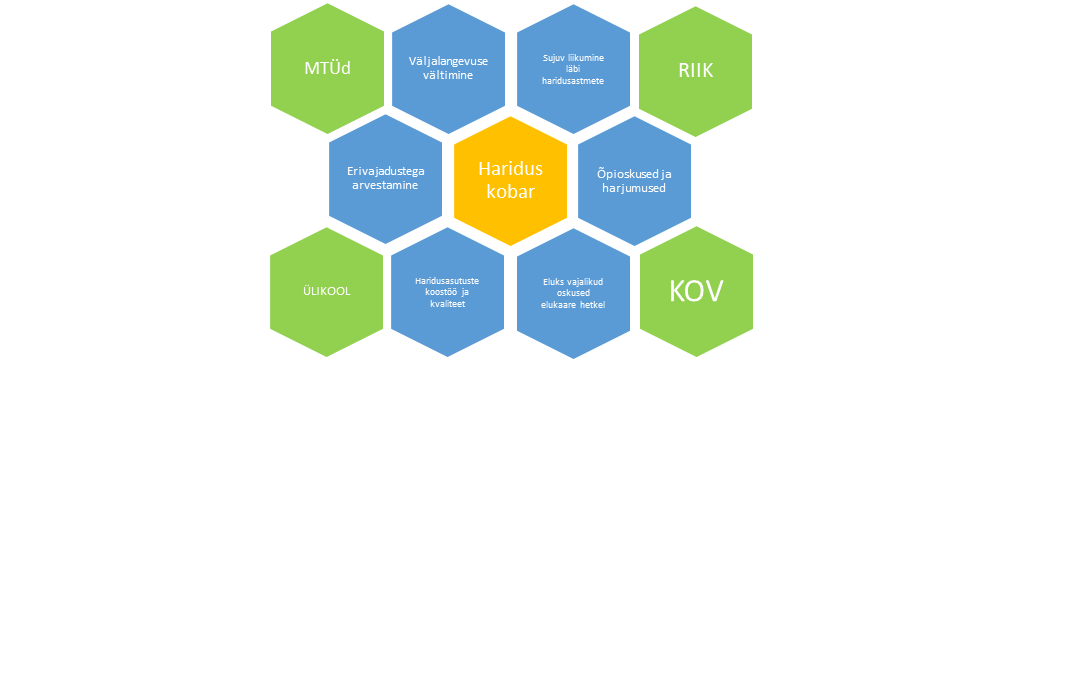 MTÜd
Väljalangevuse
vältimine
Sujuv liikumine
läbi
haridusastmete
RIIK
Erivajadustega
arvestamine
Haridus
kobar
Õpioskused ja
harjumused
ÜLIKOOL
Haridusasutuste
koostöö ja
kvaliteet
Eluks vajalikud
oskused
elukaare hetkel
KOV